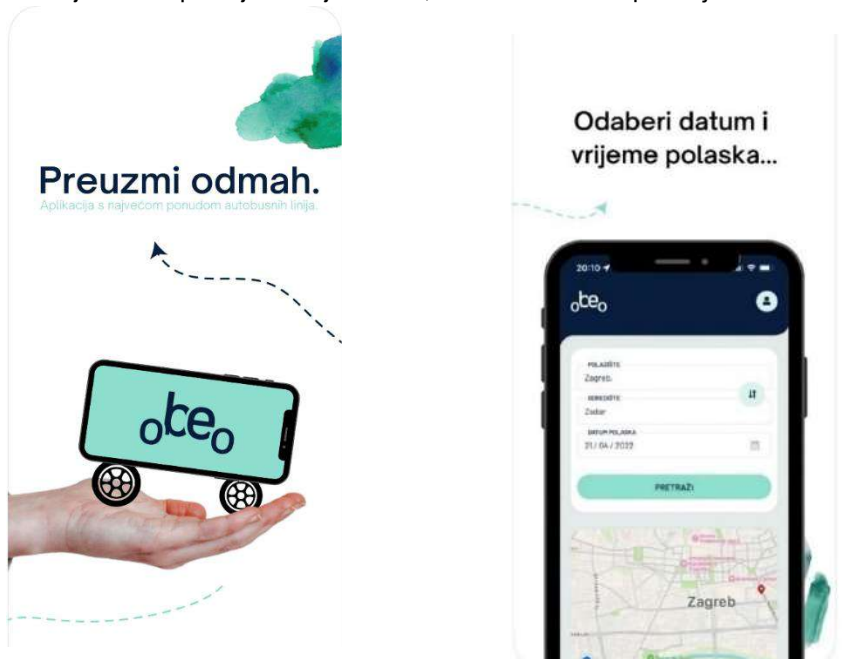 Preuzmi odmah.
Aplikacija s najvećom ponudom autobusnih linija.
obeo
Odaberi datum i
vrijeme polaska...
20:10
obeo
POLAZIŠTE
Zagreb
ODREDIŠTE
Zadar
DATUM POLASKA
21 / 04 / 2022
PRETRAŽI
Zagreb